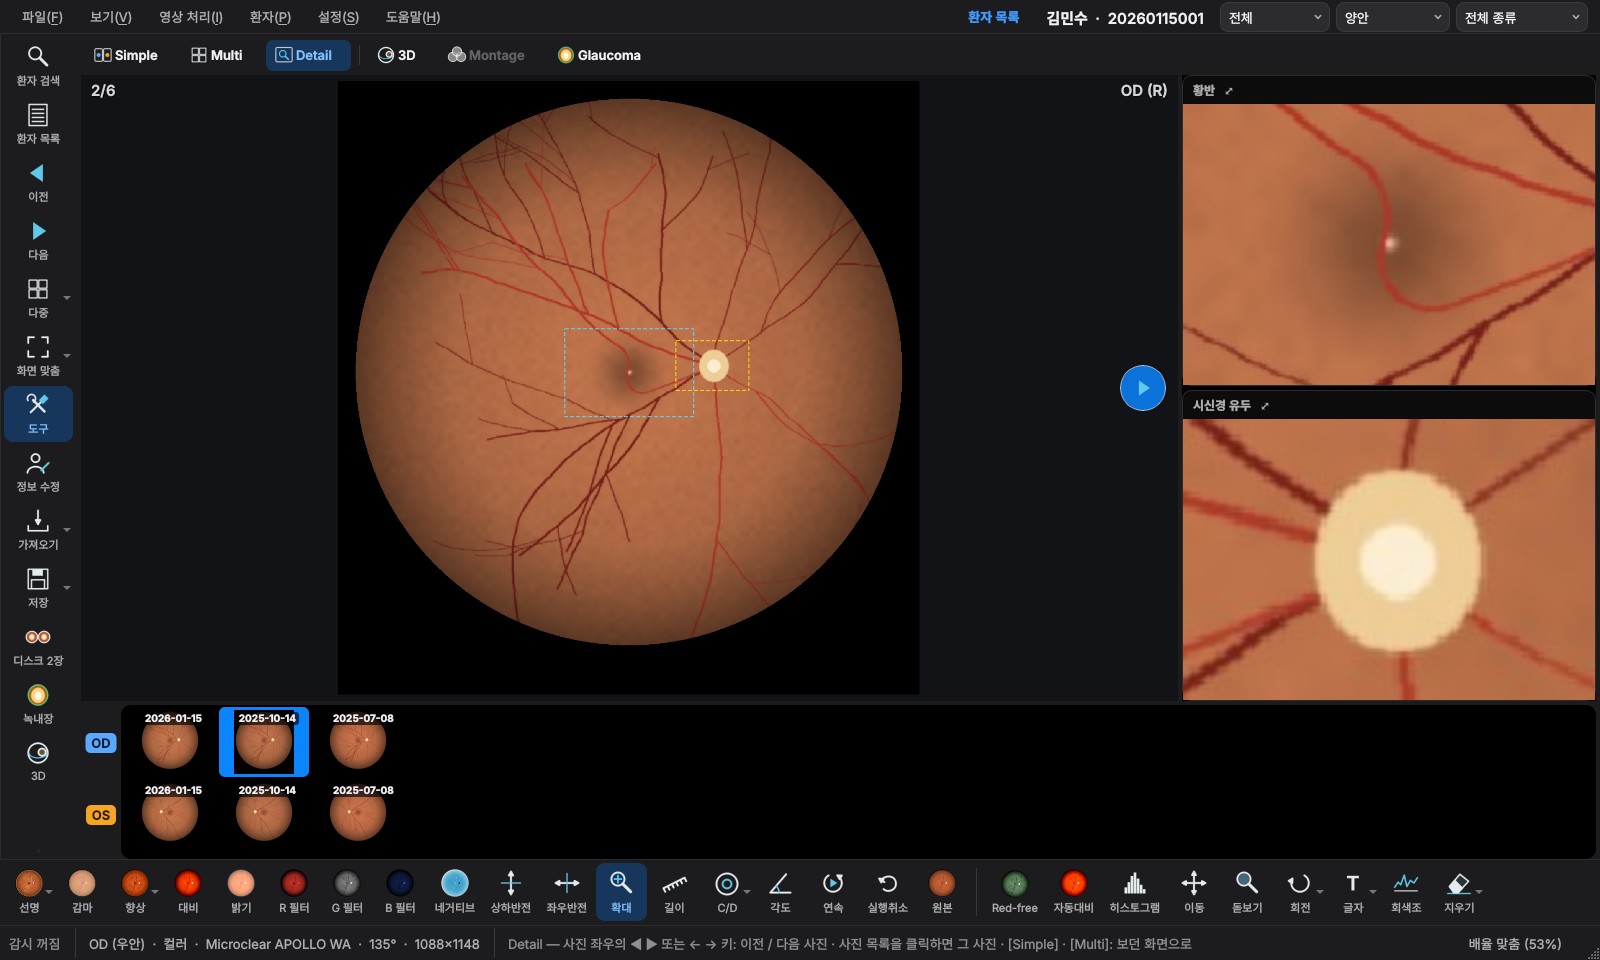 파일(F) 보기(V) 영상 처리(I) 환자(P) 설정(S) 도움말(H) 환자 목록 김민수 · 20260115001 전체 양안 전체 종류
Simple Multi Detail 3D Montage Glaucoma
환자 검색
환자 목록
이전
다음
다중
화면 맞춤
도구
정보 수정
가져오기
저장
디스크 2장
녹내장
3D
2/6 OD (R)
황반
시신경 유두
OD 2026-01-15 2025-10-14 2025-07-08
OS 2026-01-15 2025-10-14 2025-07-08
선명 감마 향상 대비 밝기 R 필터 G 필터 B 필터 네거티브 상하반전 좌우반전 확대 길이 C/D 각도 연속 실행취소 원본 Red-free 자동대비 히스토그램 이동 돋보기 회전 글자 회색조 지우기
감시 꺼짐 OD (우안) · 컬러 · Microclear APOLLO WA · 135° · 1088×1148 Detail — 사진 좌우의 ◀ ▶ 또는 ← → 키: 이전 / 다음 사진 · 사진 목록을 클릭하면 그 사진 · [Simple] · [Multi]: 보던 화면으로 배율 맞춤 (53%)